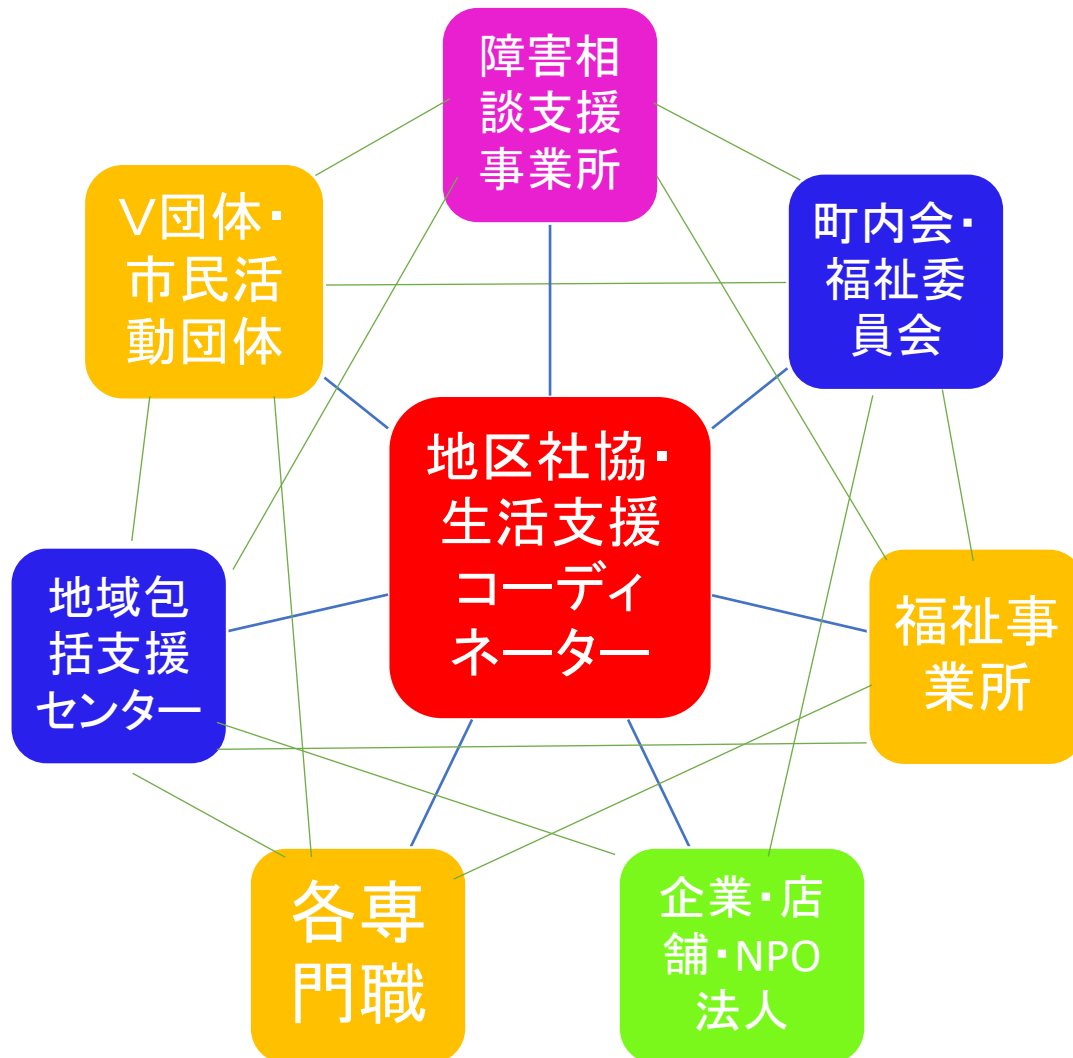 障害相
談支援
事業所
V団体・
市民活
動団体
町内会・
福祉委
員会
地区社協・
生活支援
コーディ
ネーター
地域包
括支援
センター
福祉事
業所
各専
門職
企業・店
舗・NPO
法人